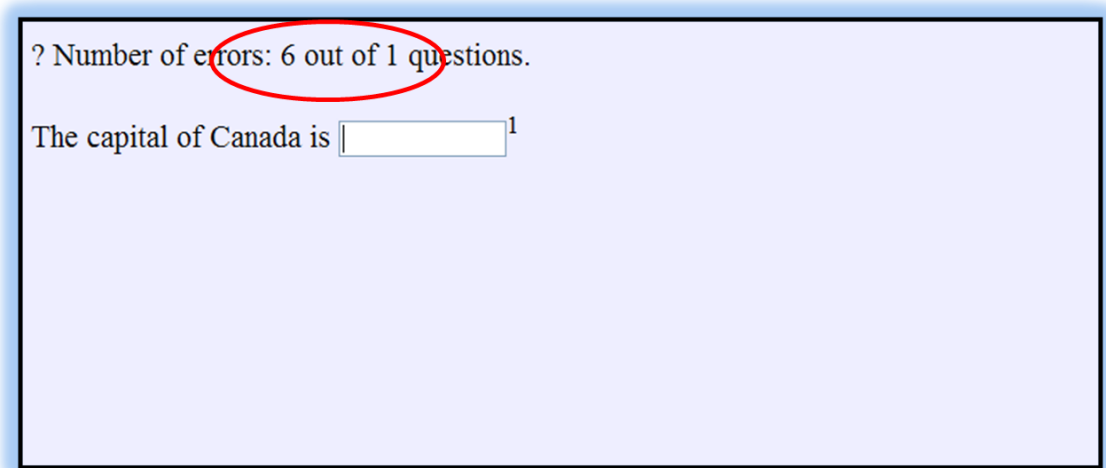 ? Number of errors: 6 out of 1 questions.
The capital of Canada is 1